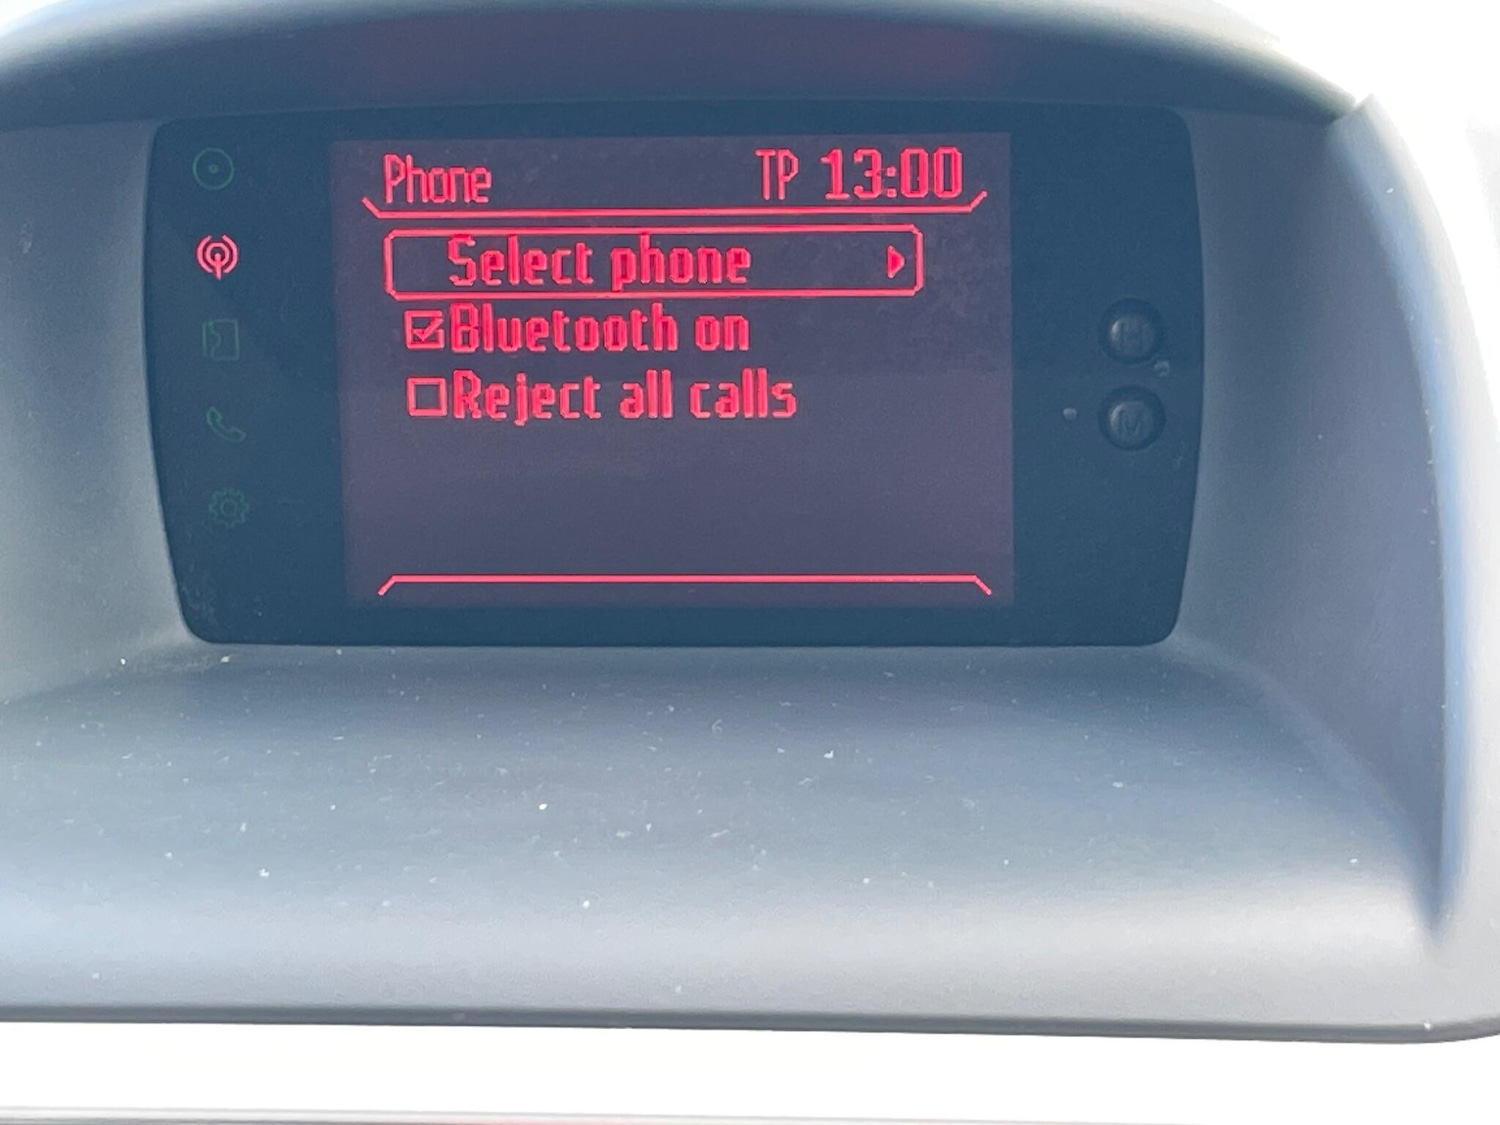 Phone TP 13:00
Select phone
Bluetooth on
Reject all calls
H
M